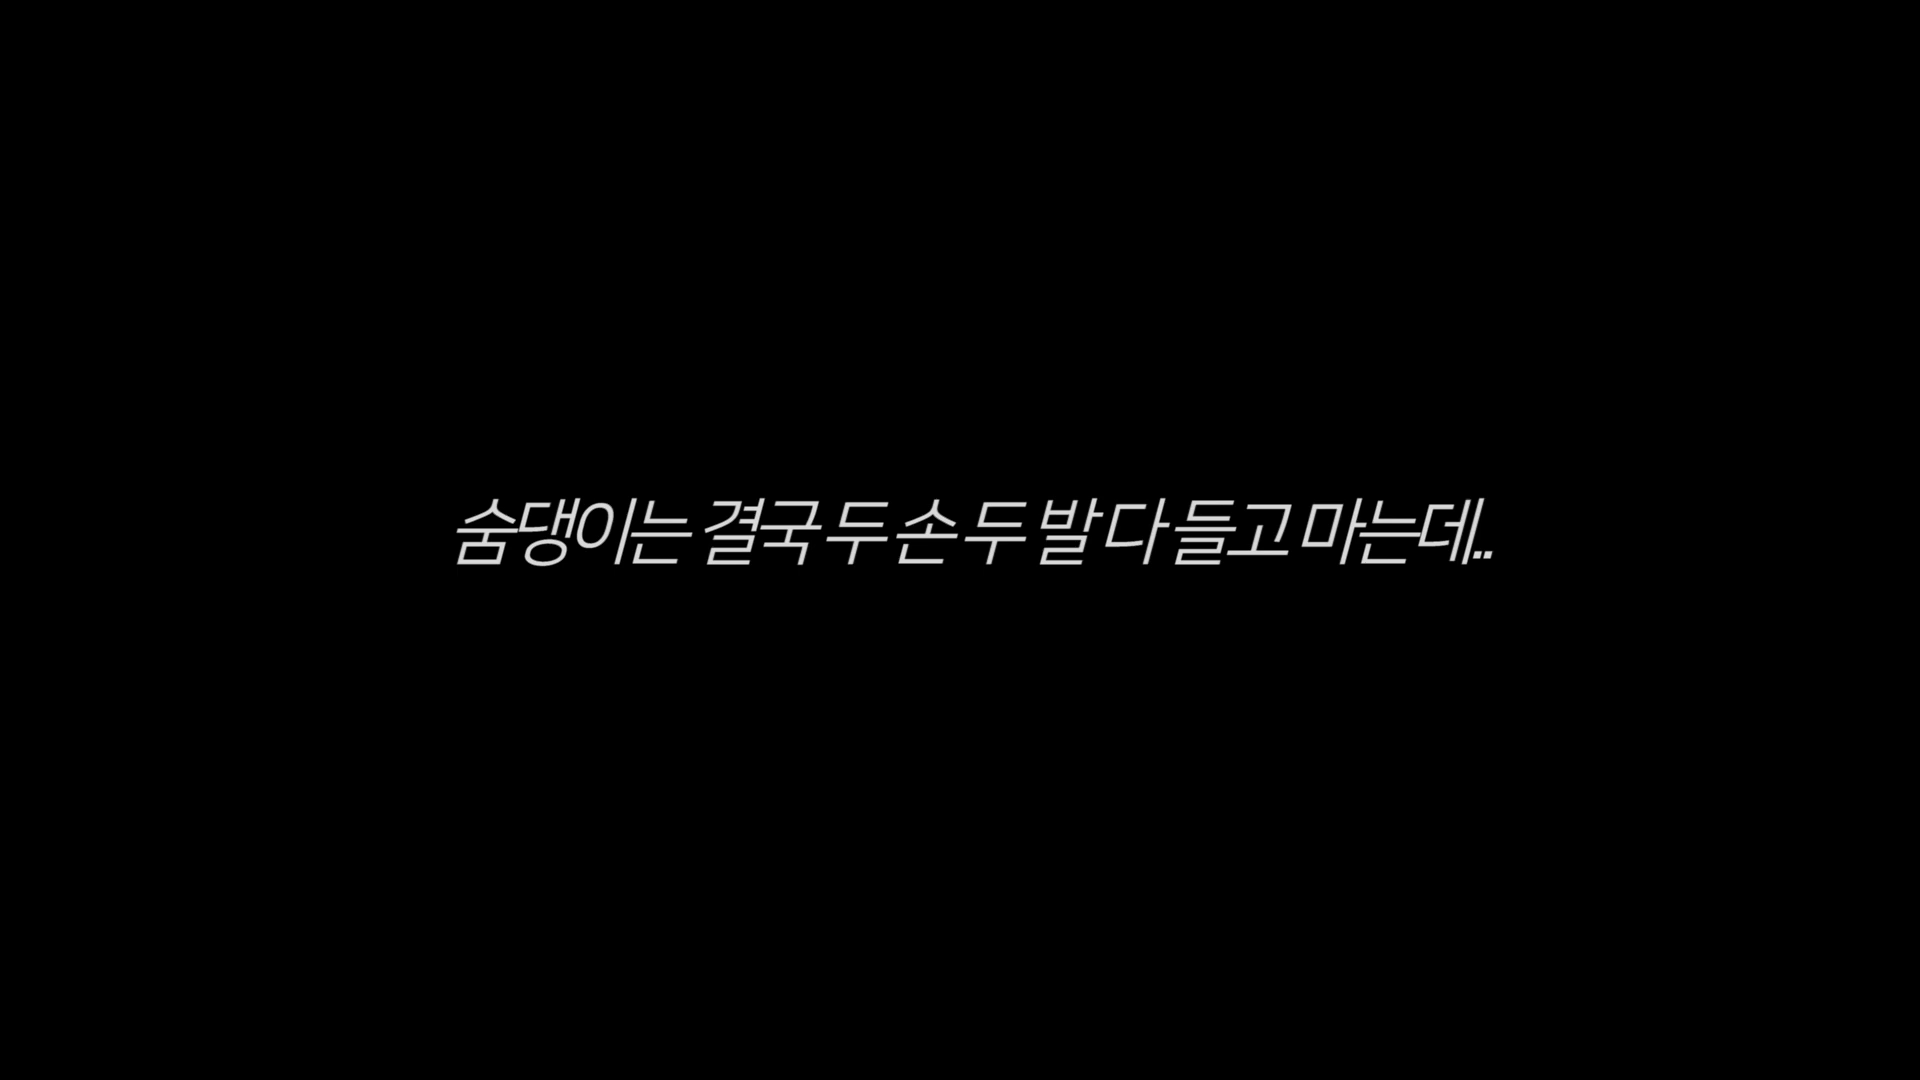 숨댕이는 결국 두 손 두 발 다 들고 마는데..